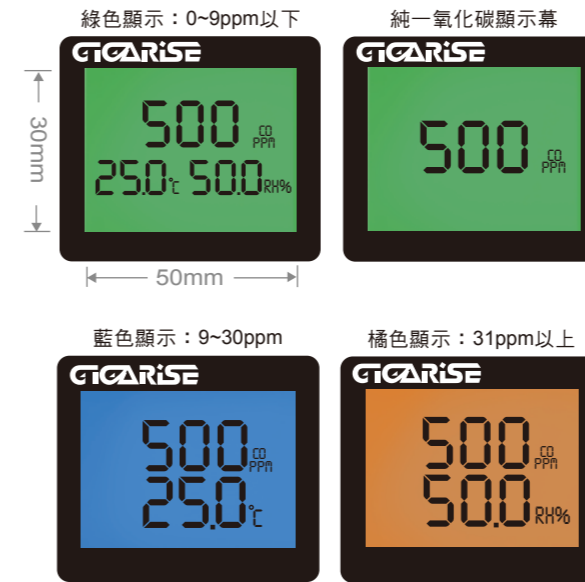 綠色顯示：0~9ppm以下
GIGARiSE
500 CO PPM
25.0℃ 50.0RH%
30mm
50mm
純一氧化碳顯示幕
GIGARiSE
500 CO PPM
藍色顯示：9~30ppm
GIGARiSE
500 CO PPM
25.0℃
橘色顯示：31ppm以上
GIGARiSE
500 CO PPM
50.0RH%